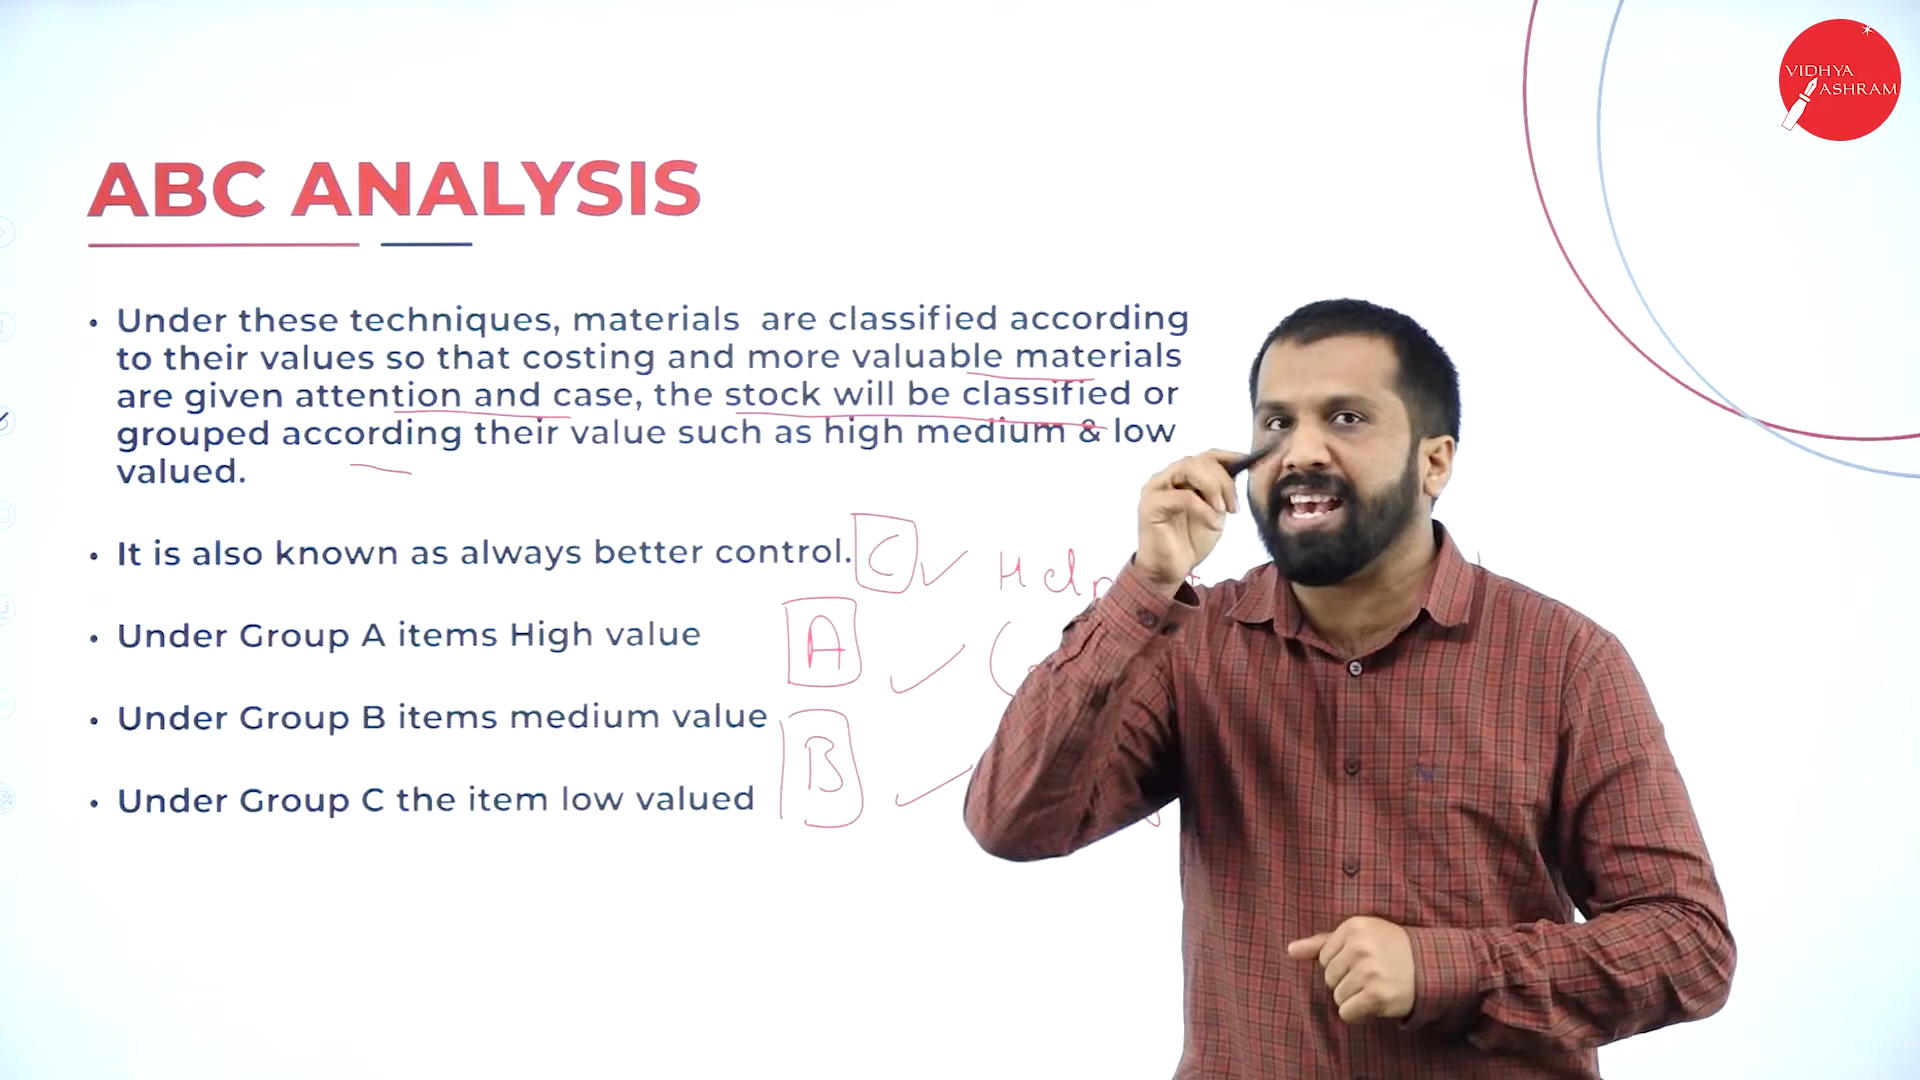 VIDHYA
ASHRAM
ABC ANALYSIS
• Under these techniques, materials are classified according
to their values so that costing and more valuable materials
are given attention and case, the stock will be classified or
grouped according their value such as high medium & low
valued.
• It is also known as always better control.
C
• Under Group A items High value
A
• Under Group B items medium value
B
• Under Group C the item low valued